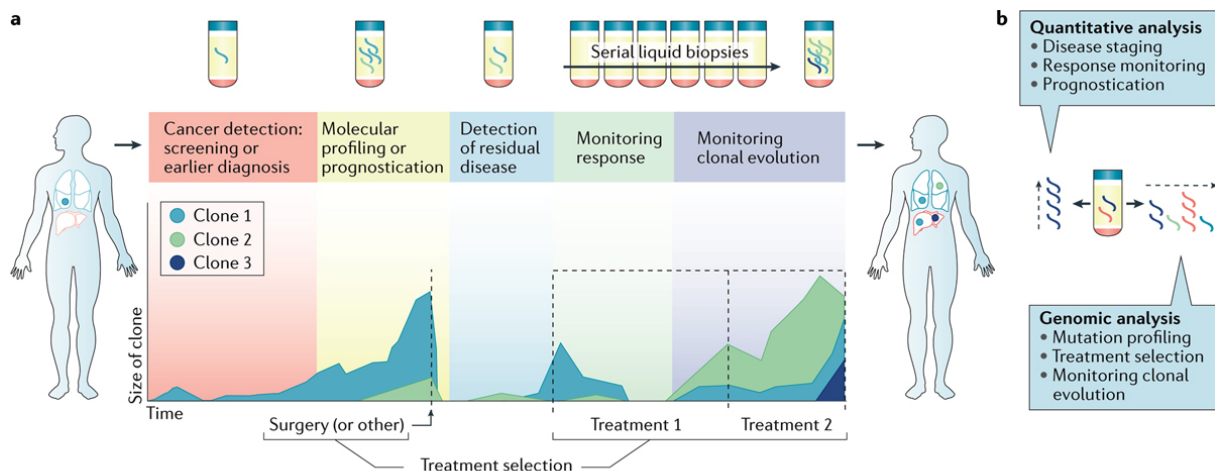 a
Serial liquid biopsies
Cancer detection:
screening or
earlier diagnosis
Molecular
profiling or
prognostication
Detection
of residual
disease
Monitoring
response
Monitoring
clonal evolution
Clone 1
Clone 2
Clone 3
Size of clone
Time
Surgery (or other)
Treatment 1
Treatment 2
Treatment selection
b
Quantitative analysis
• Disease staging
• Response monitoring
• Prognostication
Genomic analysis
• Mutation profiling
• Treatment selection
• Monitoring clonal
evolution